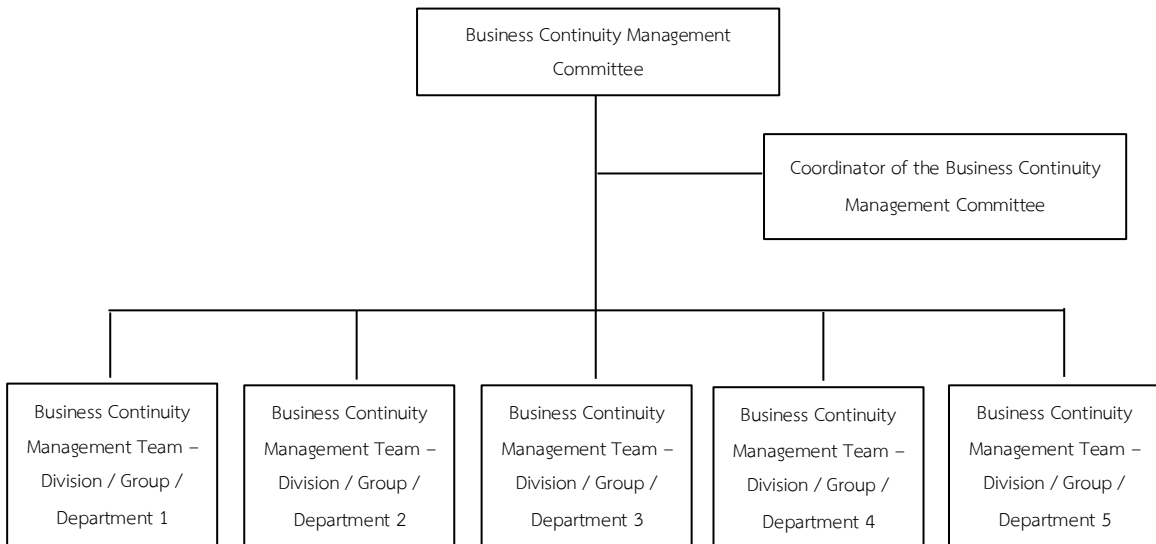 Business Continuity Management
Committee
Coordinator of the Business Continuity
Management Committee
Business Continuity
Management Team –
Division / Group /
Department 1
Business Continuity
Management Team –
Division / Group /
Department 2
Business Continuity
Management Team –
Division / Group /
Department 3
Business Continuity
Management Team –
Division / Group /
Department 4
Business Continuity
Management Team –
Division / Group /
Department 5